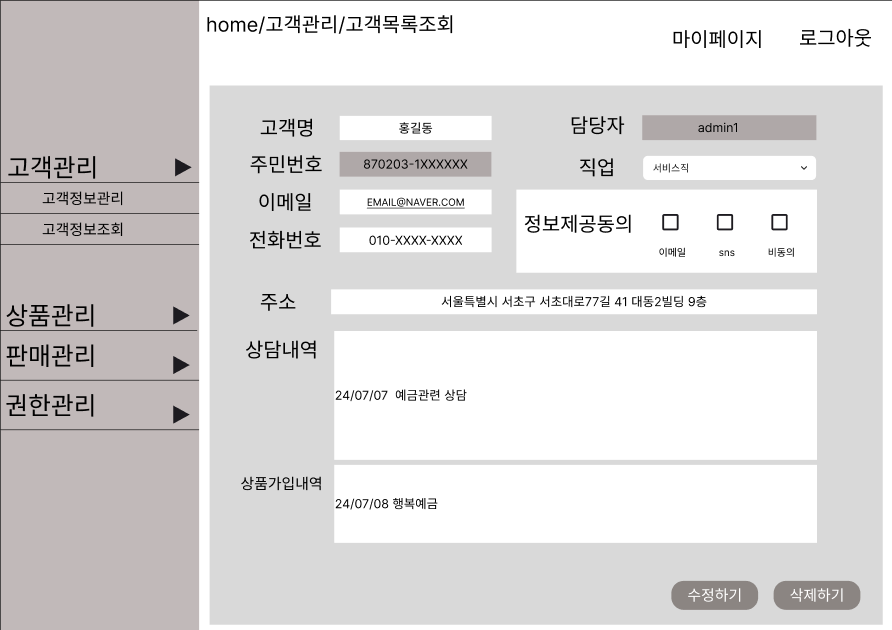 home/고객관리/고객목록조회
마이페이지 로그아웃
고객관리
고객정보관리
고객정보조회
상품관리
판매관리
권한관리
고객명 홍길동 담당자 admin1
주민번호 870203-1XXXXXX 직업 서비스직
이메일 EMAIL@NAVER.COM
정보제공동의
이메일 sns 비동의
전화번호 010-XXXX-XXXX
주소 서울특별시 서초구 서초대로77길 41 대동2빌딩 9층
상담내역
24/07/07 예금관련 상담
상품가입내역
24/07/08 행복예금
수정하기 삭제하기